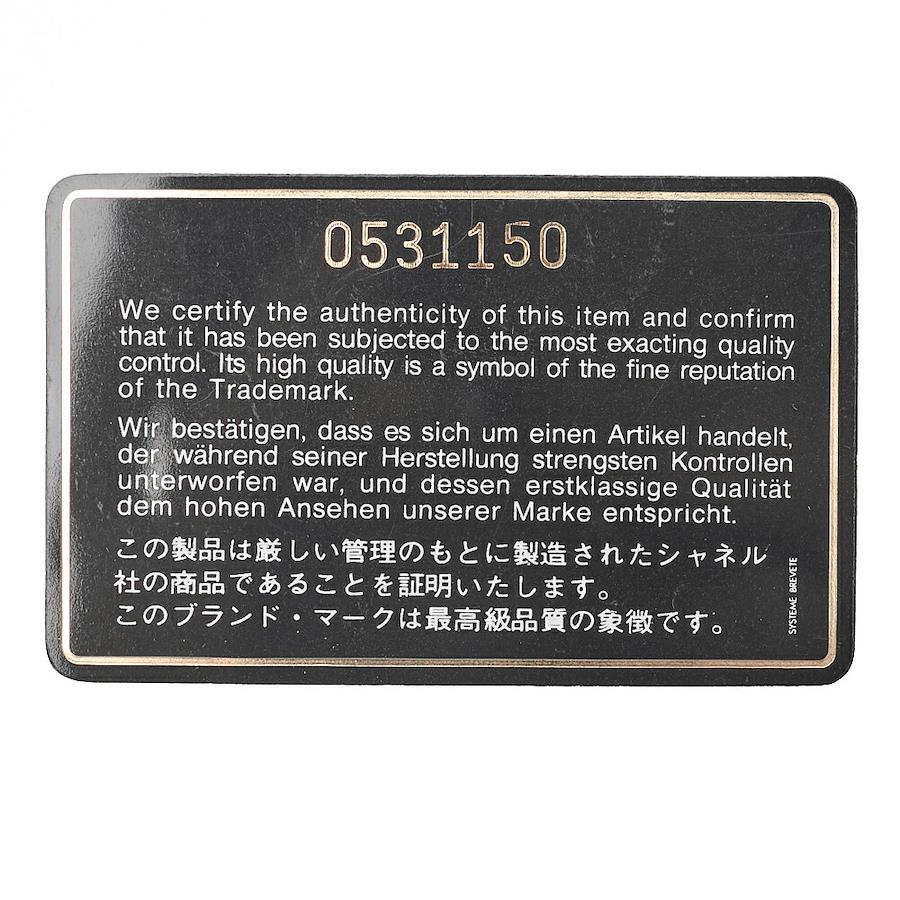 0531150
We certify the authenticity of this item and confirm
that it has been subjected to the most exacting quality
control. Its high quality is a symbol of the fine reputation
of the Trademark.
Wir bestätigen, dass es sich um einen Artikel handelt,
der während seiner Herstellung strengsten Kontrollen
unterworfen war, und dessen erstklassige Qualität
dem hohen Ansehen unserer Marke entspricht.
この製品は厳しい管理のもとに製造されたシャネル
社の商品であることを証明いたします。
このブランド・マークは最高級品質の象徴です。
SYSTEME BREVETE